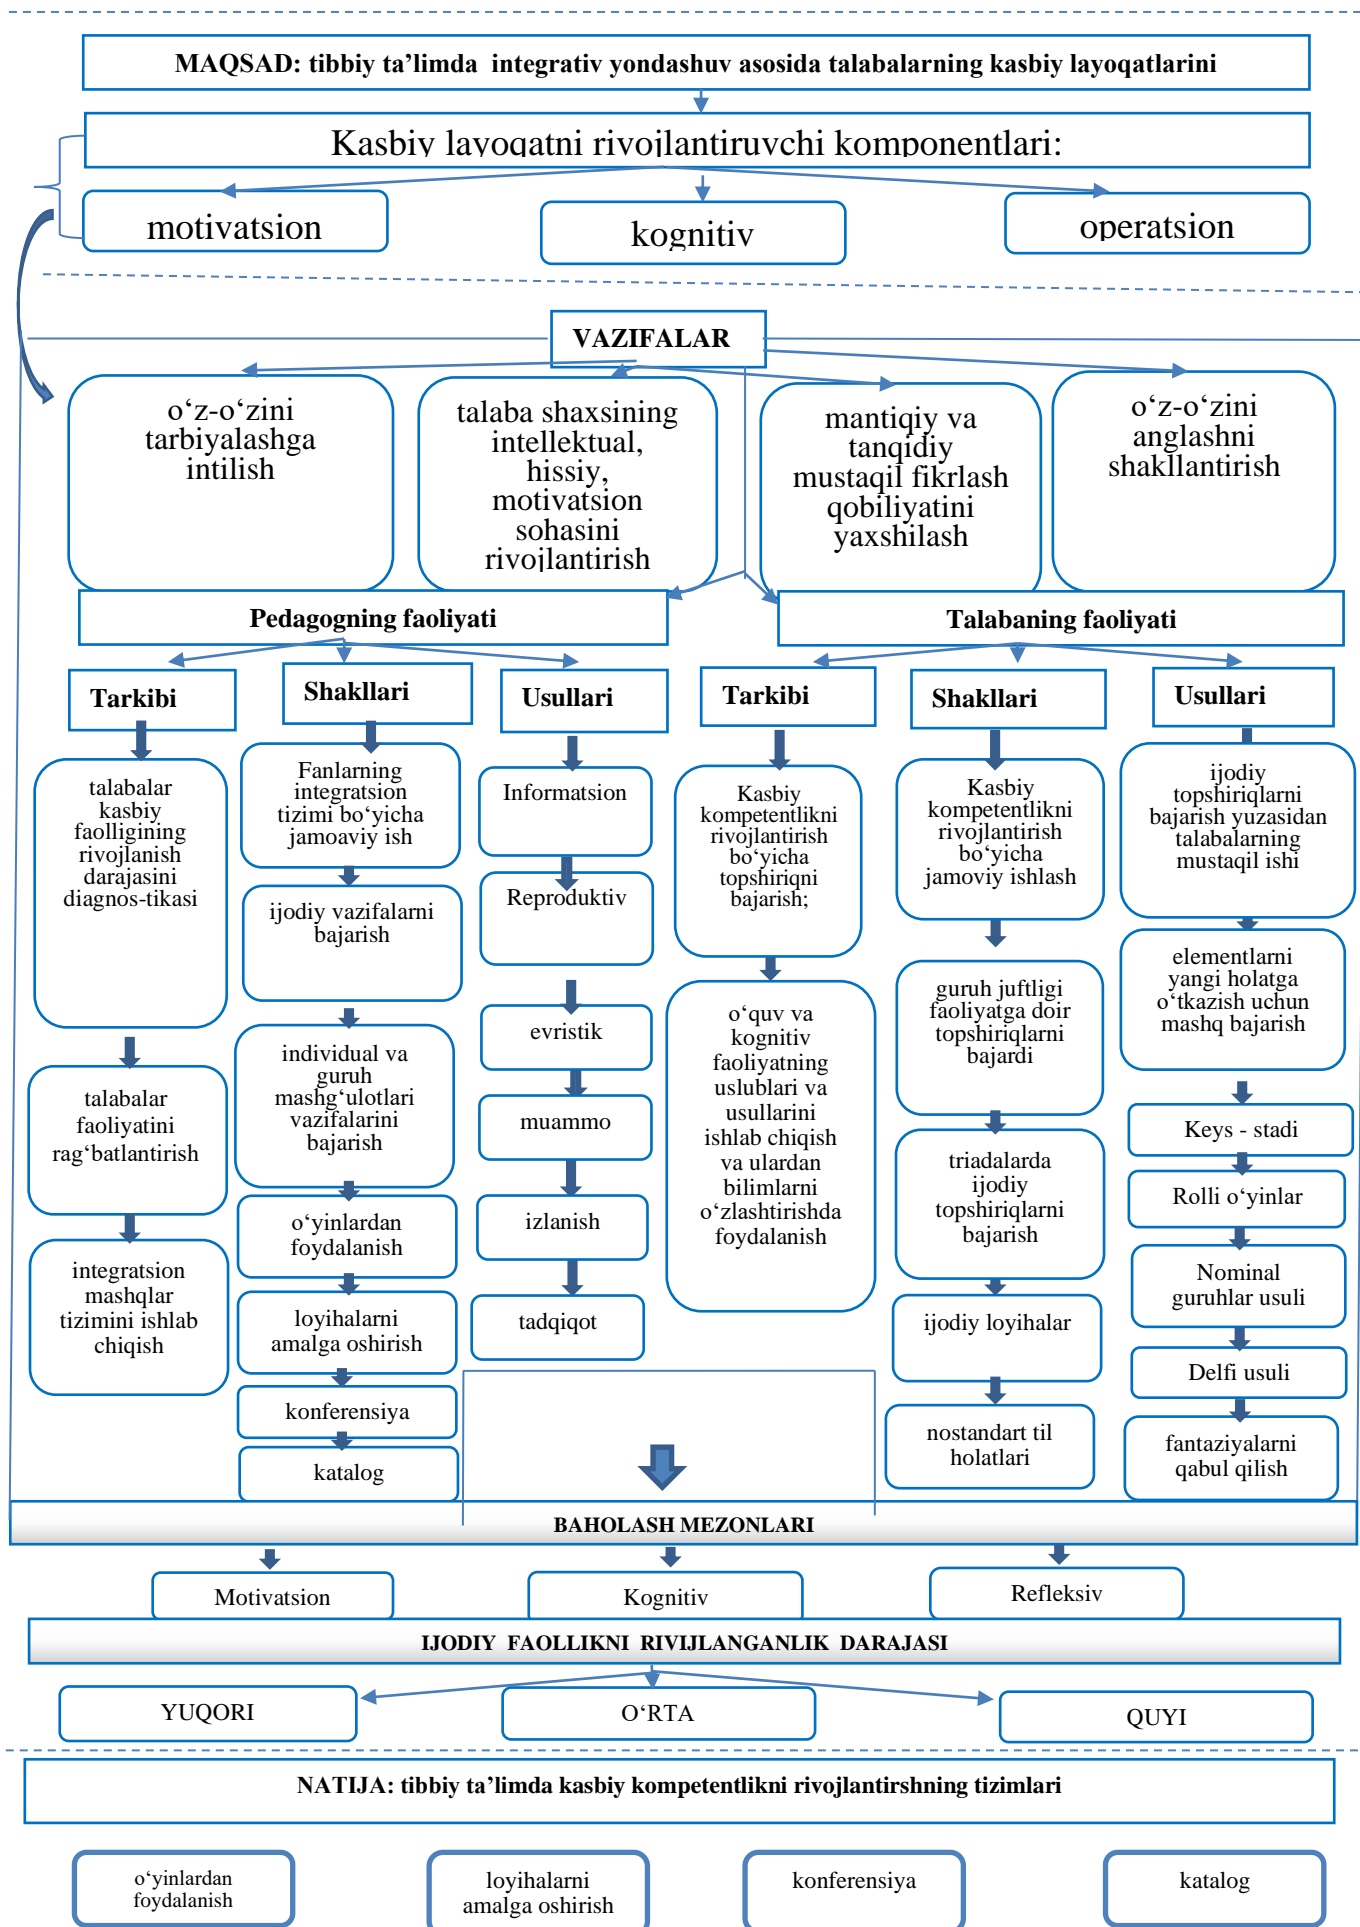 MAQSAD: tibbiy ta’limda integrativ yondashuv asosida talabalarning kasbiy layoqatlarini
Kasbiy layoqatni rivojlantiruvchi komponentlari:
motivatsion
kognitiv
operatsion
VAZIFALAR
o‘z-o‘zini
tarbiyalashga
intilish
talaba shaxsining
intellektual,
hissiy,
motivatsion
sohasini
rivojlantirish
mantiqiy va
tanqidiy
mustaqil fikrlash
qobiliyatini
yaxshilash
o‘z-o‘zini
anglashni
shakllantirish
Pedagogning faoliyati
Talabaning faoliyati
Tarkibi
Shakllari
Usullari
Tarkibi
Shakllari
Usullari
talabalar
kasbiy
faolligining
rivojlanish
darajasini
diagnos-tikasi
talabalar
faoliyatini
rag‘batlantirish
integratsion
mashqlar
tizimini ishlab
chiqish
Fanlarning
integratsion
tizimi bo‘yicha
jamoaviy ish
ijodiy vazifalarni
bajarish
individual va
guruh
mashg‘ulotlari
vazifalarini
bajarish
o‘yinlardan
foydalanish
loyihalarni
amalga oshirish
konferensiya
katalog
Informatsion
Reproduktiv
evristik
muammo
izlanish
tadqiqot
Kasbiy
kompetentlikni
rivojlantirish
bo‘yicha
topshiriqni
bajarish;
o‘quv va
kognitiv
faoliyatning
uslublari va
usullarini
ishlab chiqish
va ulardan
bilimlarni
o‘zlashtirishda
foydalanish
Kasbiy
kompetentlikni
rivojlantirish
bo‘yicha
jamoviy ishlash
guruh juftligi
faoliyatga doir
topshiriqlarni
bajardi
triadalarda
ijodiy
topshiriqlarni
bajarish
ijodiy loyihalar
nostandart til
holatlari
ijodiy
topshiriqlarni
bajarish yuzasidan
talabalarning
mustaqil ishi
elementlarni
yangi holatga
o‘tkazish uchun
mashq bajarish
Keys - stadi
Rolli o‘yinlar
Nominal
guruhlar usuli
Delfi usuli
fantaziyalarni
qabul qilish
BAHOLASH MEZONLARI
Motivatsion
Kognitiv
Refleksiv
IJODIY FAOLLIKNI RIVIJLANGANLIK DARAJASI
YUQORI
O‘RTA
QUYI
NATIJA: tibbiy ta’limda kasbiy kompetentlikni rivojlantirshning tizimlari
o‘yinlardan
foydalanish
loyihalarni
amalga oshirish
konferensiya
katalog